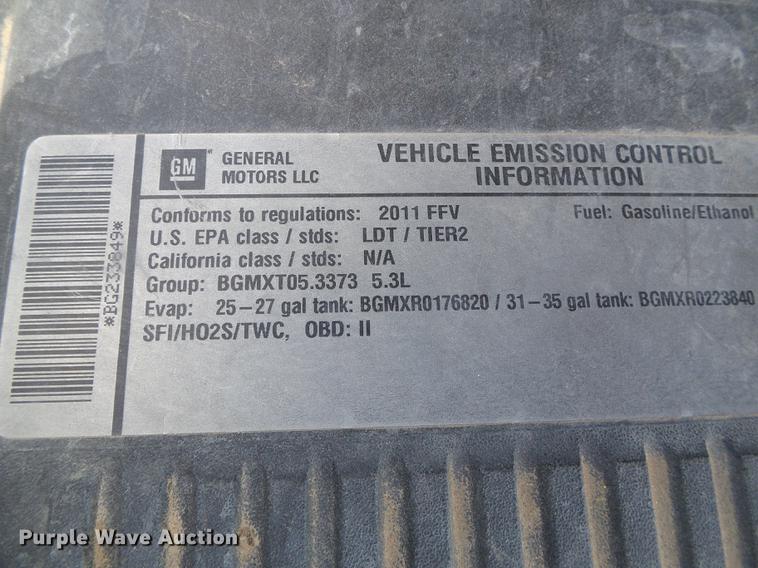 GM
GENERAL
MOTORS LLC
VEHICLE EMISSION CONTROL
INFORMATION
Conforms to regulations: 2011 FFV Fuel: Gasoline/Ethanol
U.S. EPA class / stds: LDT / TIER2
California class / stds: N/A
Group: BGMXT05.3373 5.3L
Evap: 25-27 gal tank: BGMXR0176820 / 31-35 gal tank: BGMXR0223840
SFI/HO2S/TWC, OBD: II
*BG233849*
Purple Wave Auction